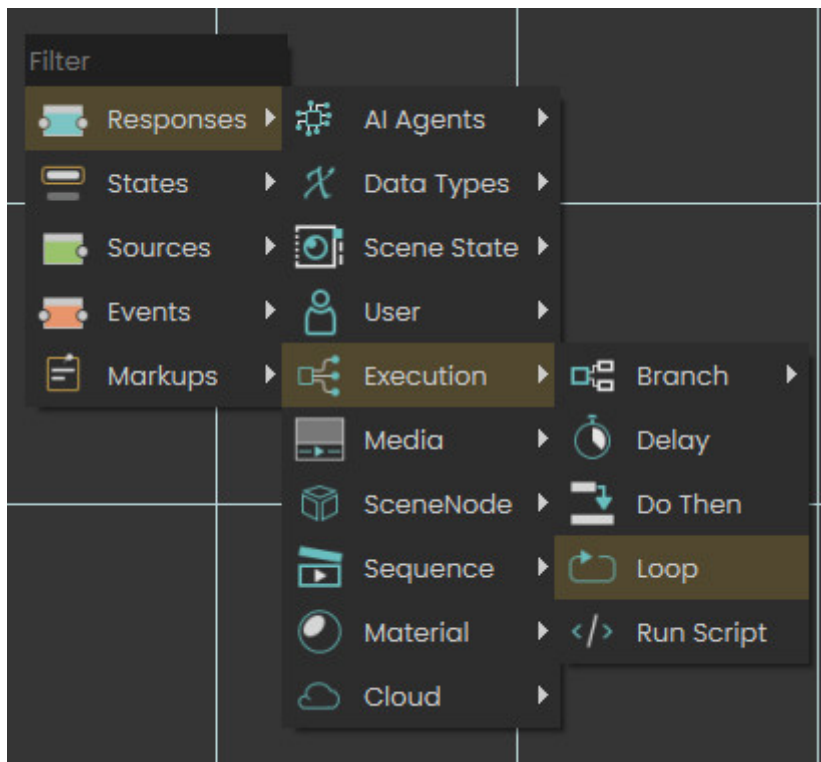 Filter
Responses
States
Sources
Events
Markups
AI Agents
Data Types
Scene State
User
Execution
Media
SceneNode
Sequence
Material
Cloud
Branch
Delay
Do Then
Loop
Run Script